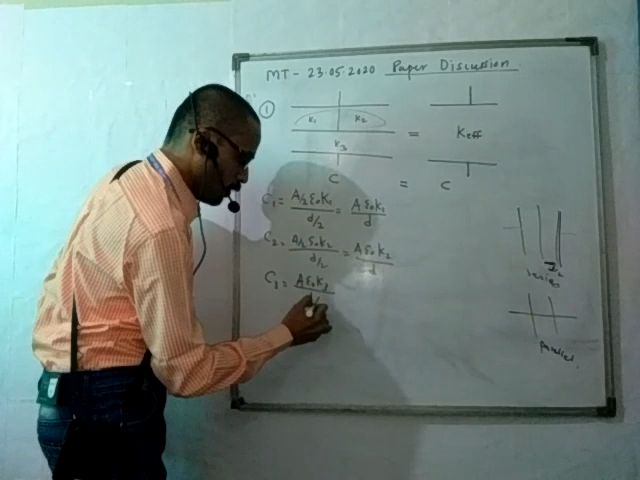 MT - 23.05.2020 Paper Discussion
①
K₁ K₂ = Keff
K₃
C = C
C₁ = A/2 ε₀K₁ / d/2 = A ε₀K₁ / d
C₂ = A/2 ε₀K₂ / d/2 = A ε₀K₂ / d
C₃ = A ε₀K₃ / d/
series
parallel